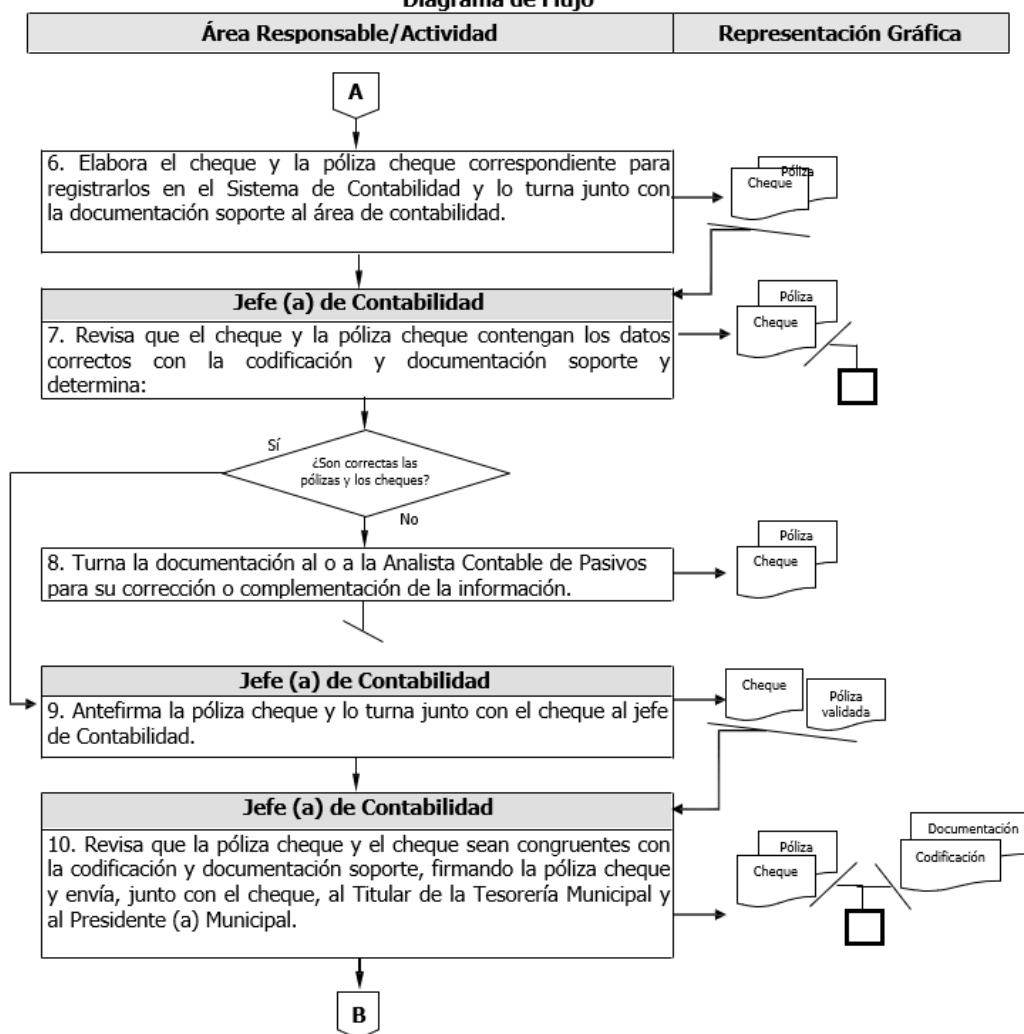 Diagrama de Flujo
Área Responsable/Actividad
Representación Gráfica
A
6. Elabora el cheque y la póliza cheque correspondiente para
registrarlos en el Sistema de Contabilidad y lo turna junto con
la documentación soporte al área de contabilidad.
Póliza
Cheque
Jefe (a) de Contabilidad
7. Revisa que el cheque y la póliza cheque contengan los datos
correctos con la codificación y documentación soporte y
determina:
Póliza
Cheque
Sí
¿Son correctas las
pólizas y los cheques?
No
8. Turna la documentación al o a la Analista Contable de Pasivos
para su corrección o complementación de la información.
Póliza
Cheque
Jefe (a) de Contabilidad
9. Antefirma la póliza cheque y lo turna junto con el cheque al jefe
de Contabilidad.
Cheque
Póliza
validada
Jefe (a) de Contabilidad
10. Revisa que la póliza cheque y el cheque sean congruentes con
la codificación y documentación soporte, firmando la póliza cheque
y envía, junto con el cheque, al Titular de la Tesorería Municipal y
al Presidente (a) Municipal.
Póliza
Cheque
Documentación
Codificación
B